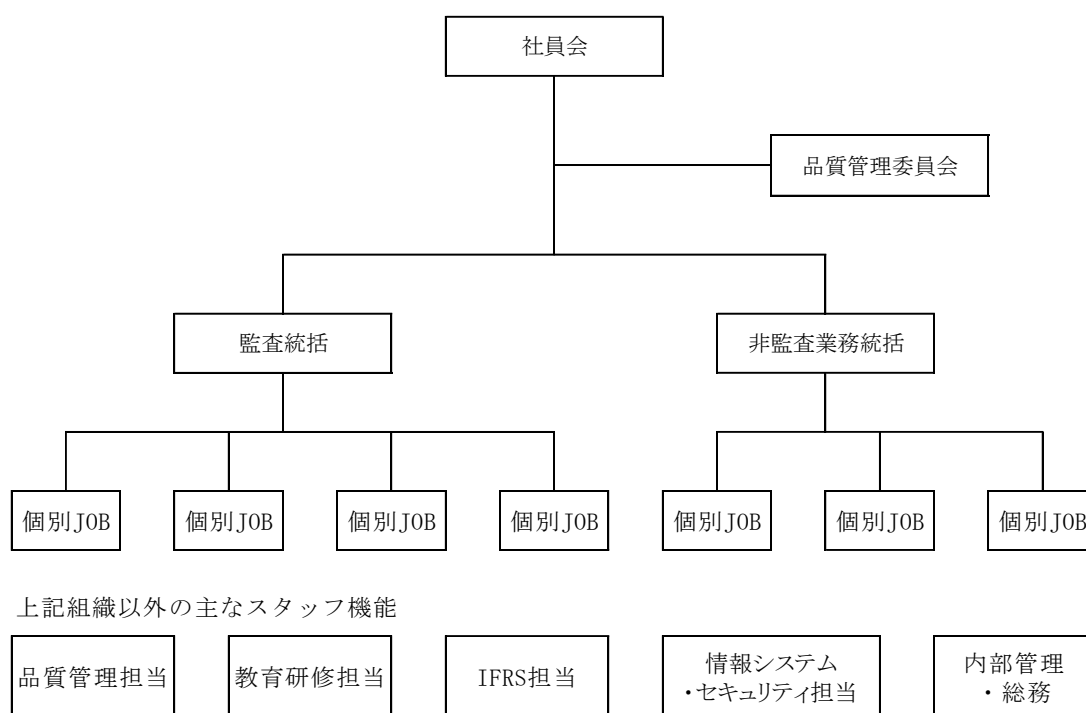 社員会
品質管理委員会
監査統括
非監査業務統括
個別JOB
個別JOB
個別JOB
個別JOB
個別JOB
個別JOB
個別JOB
上記組織以外の主なスタッフ機能
品質管理担当
教育研修担当
IFRS担当
情報システム
・セキュリティ担当
内部管理
・総務